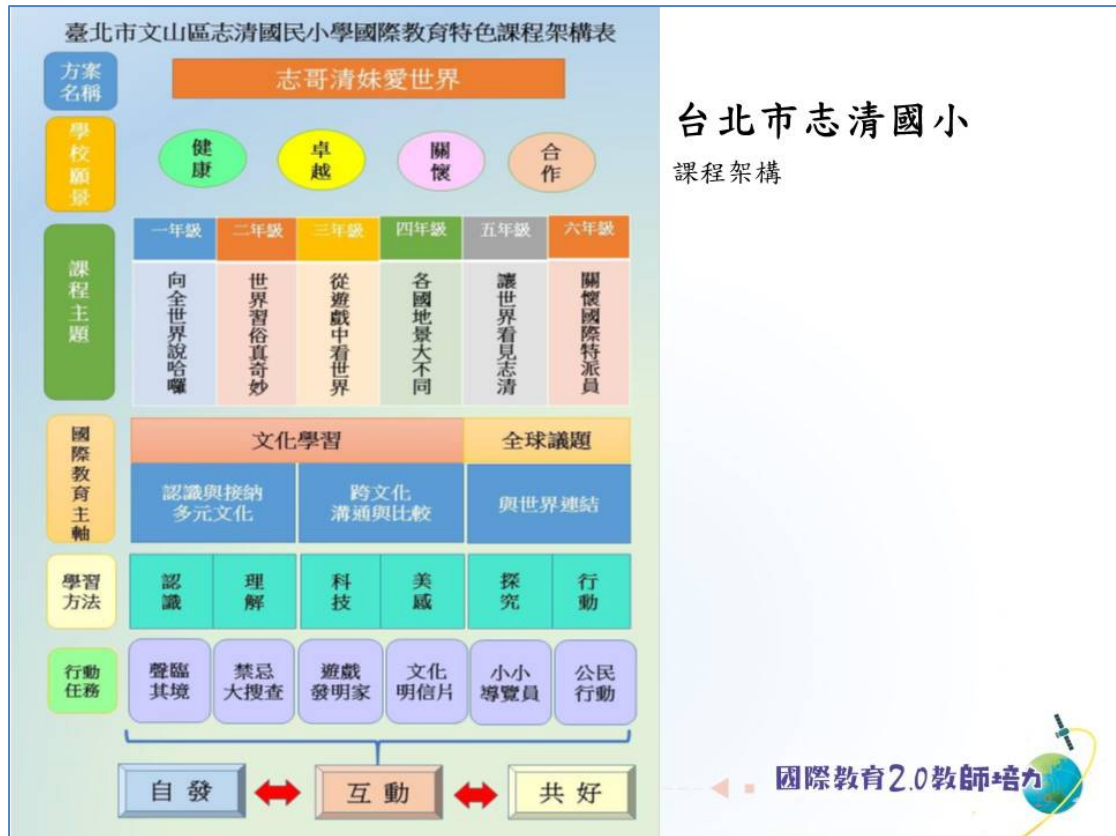 臺北市文山區志清國民小學國際教育特色課程架構表
方案
名稱
志哥清妹愛世界
學校願景
健康
卓越
關懷
合作
課程主題
一年級
二年級
三年級
四年級
五年級
六年級
向全世界說哈囉
世界習俗真奇妙
從遊戲中看世界
各國地景大不同
讓世界看見志清
關懷國際特派員
國際教育主軸
文化學習
全球議題
認識與接納
多元文化
跨文化
溝通與比較
與世界連結
學習
方法
認識
理解
科技
美感
探究
行動
行動
任務
聲臨
其境
禁忌
大搜查
遊戲
發明家
文化
明信片
小小
導覽員
公民
行動
自發
互動
共好
台北市志清國小
課程架構
國際教育2.0教師培力